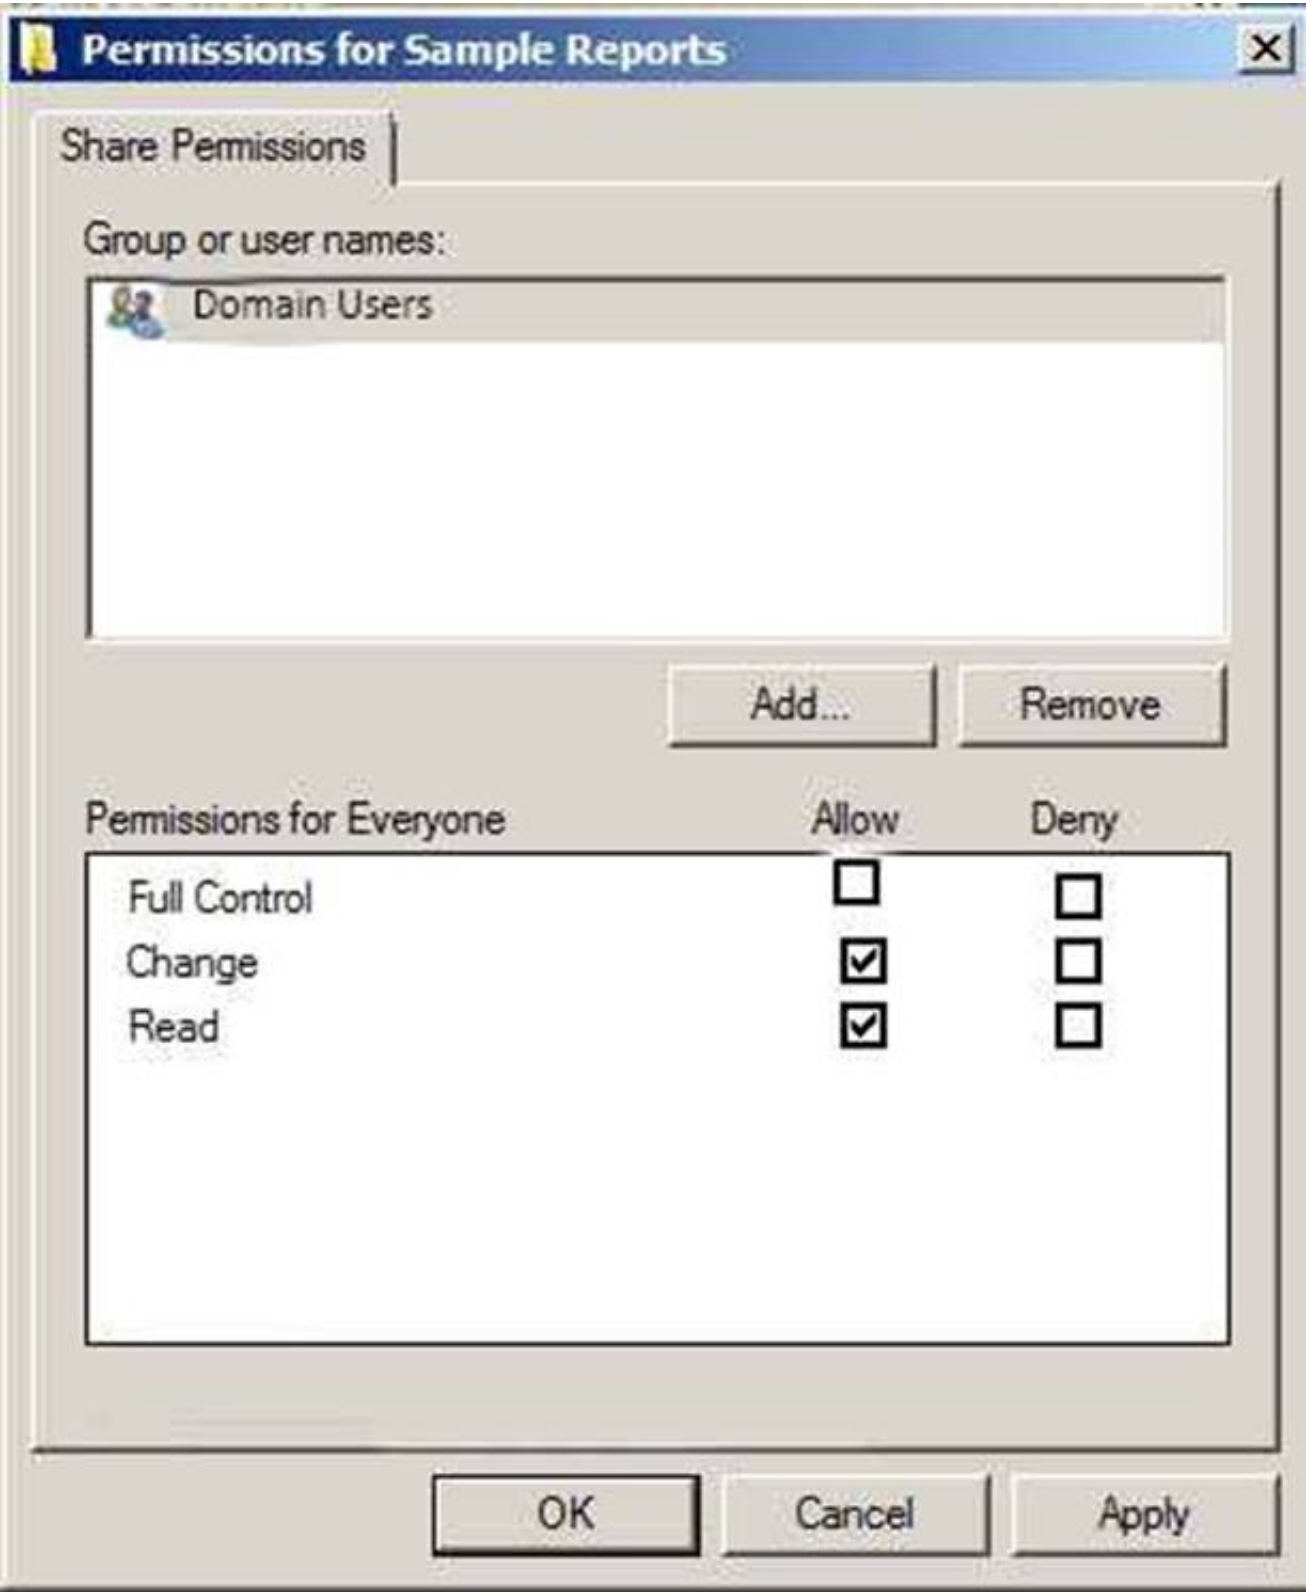 Permissions for Sample Reports
Share Permissions
Group or user names:
Domain Users
Add...
Remove
Permissions for Everyone
Allow
Deny
Full Control
Change
Read
OK
Cancel
Apply